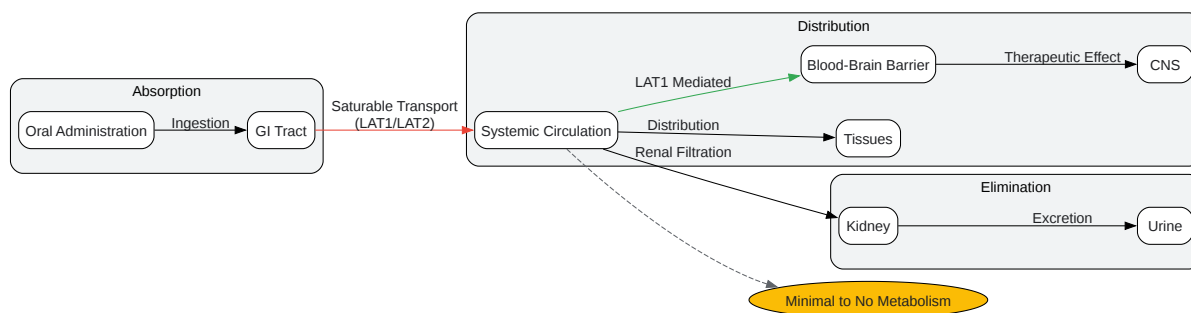 Distribution
Blood-Brain Barrier
Therapeutic Effect
CNS
LAT1 Mediated
Absorption
Oral Administration
Ingestion
GI Tract
Saturable Transport
(LAT1/LAT2)
Systemic Circulation
Distribution
Tissues
Renal Filtration
Elimination
Kidney
Excretion
Urine
Minimal to No Metabolism